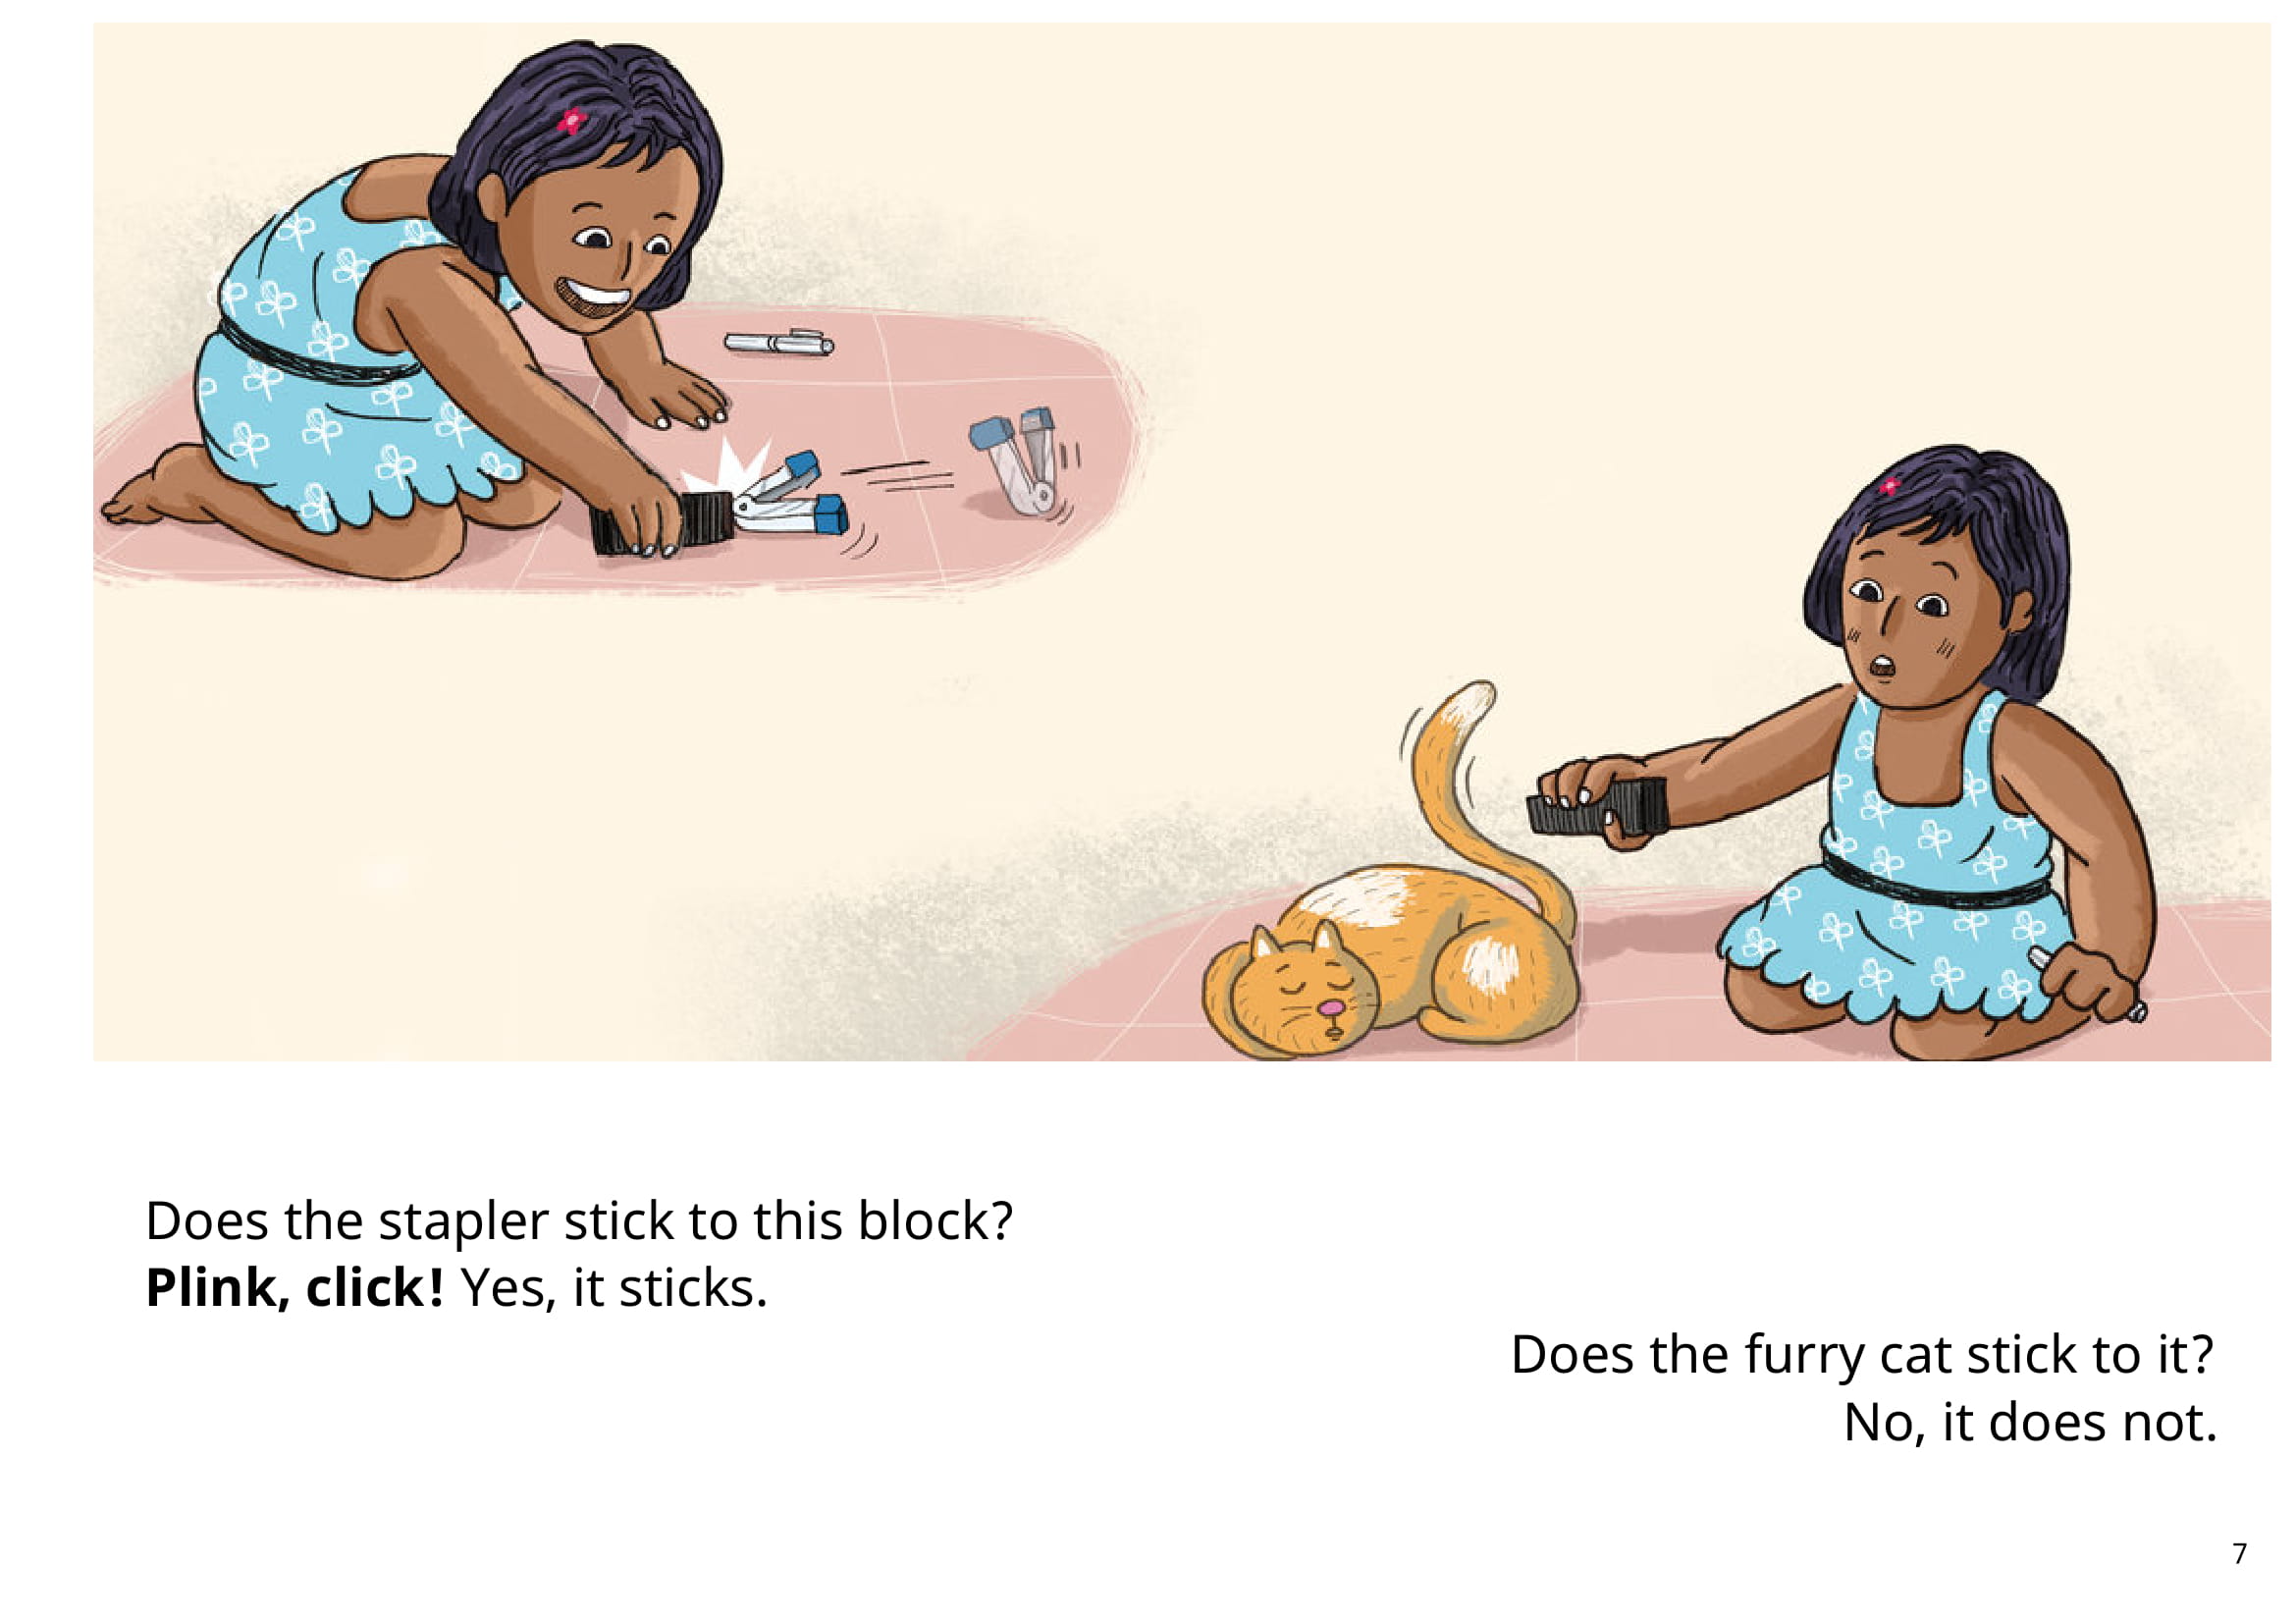 Does the stapler stick to this block?
Plink, click! Yes, it sticks.
Does the furry cat stick to it?
No, it does not.
7